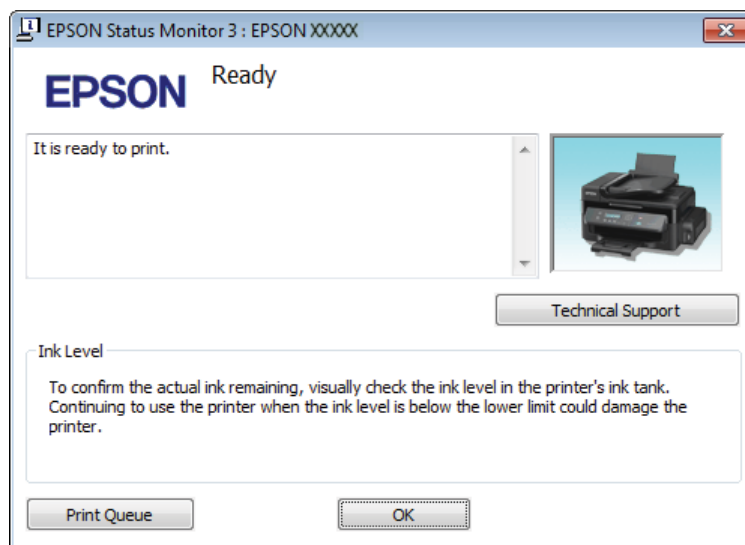 EPSON Status Monitor 3 : EPSON XXXXX
EPSON
Ready
It is ready to print.
Technical Support
Ink Level
To confirm the actual ink remaining, visually check the ink level in the printer's ink tank.
Continuing to use the printer when the ink level is below the lower limit could damage the
printer.
Print Queue
OK